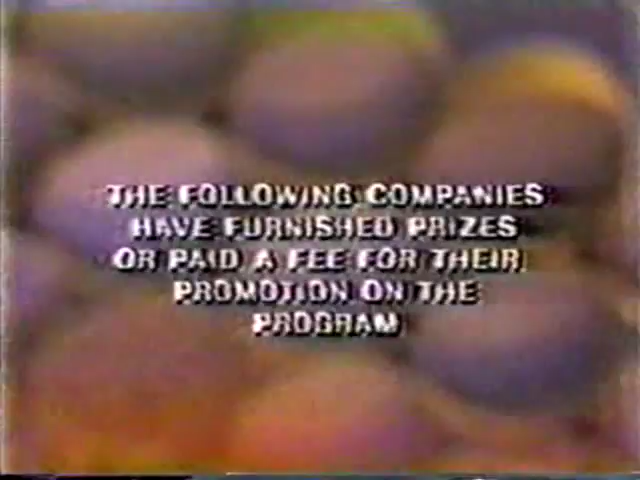 THE FOLLOWING COMPANIES
HAVE FURNISHED PRIZES
OR PAID A FEE FOR THEIR
PROMOTION ON THE
PROGRAM